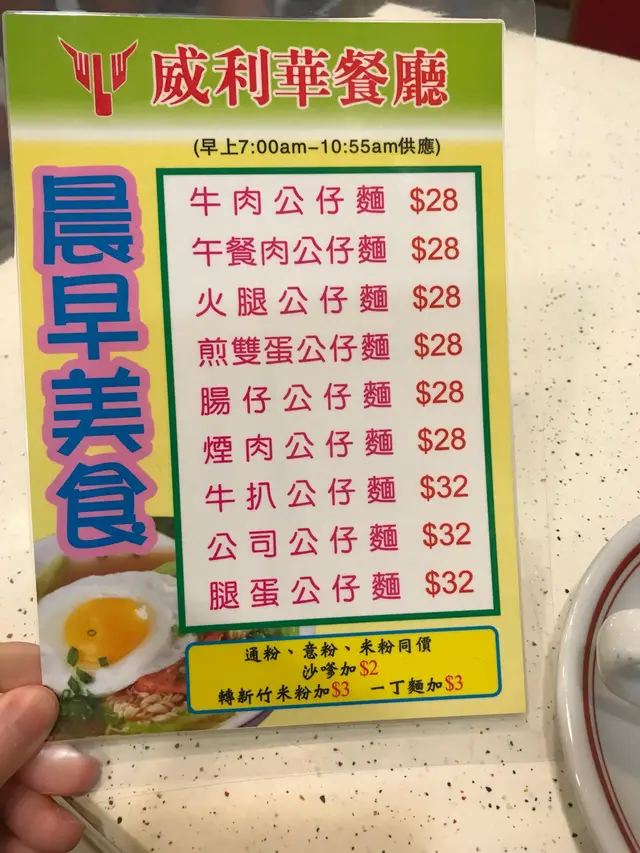 威利華餐廳
(早上7:00am-10:55am供應)
晨早美食
牛肉公仔麵 $28
午餐肉公仔麵 $28
火腿公仔麵 $28
煎雙蛋公仔麵 $28
腸仔公仔麵 $28
煙肉公仔麵 $28
牛扒公仔麵 $32
公司公仔麵 $32
腿蛋公仔麵 $32
通粉、意粉、米粉同價
沙嗲加$2
轉新竹米粉加$3 一丁麵加$3